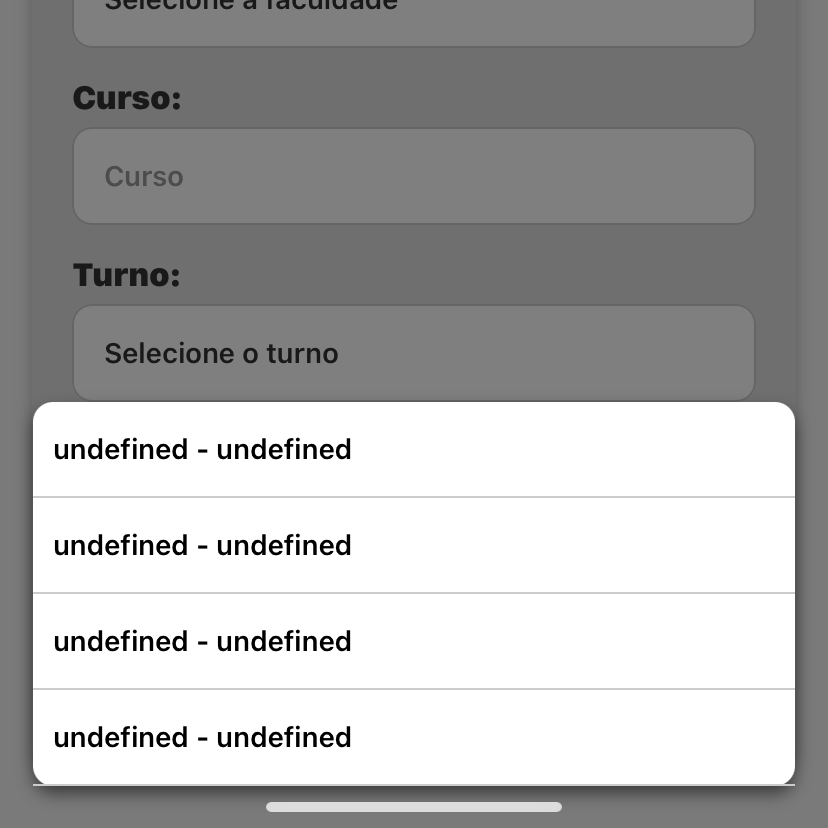 Selecione a faculdade
Curso:
Curso
Turno:
Selecione o turno
undefined - undefined
undefined - undefined
undefined - undefined
undefined - undefined